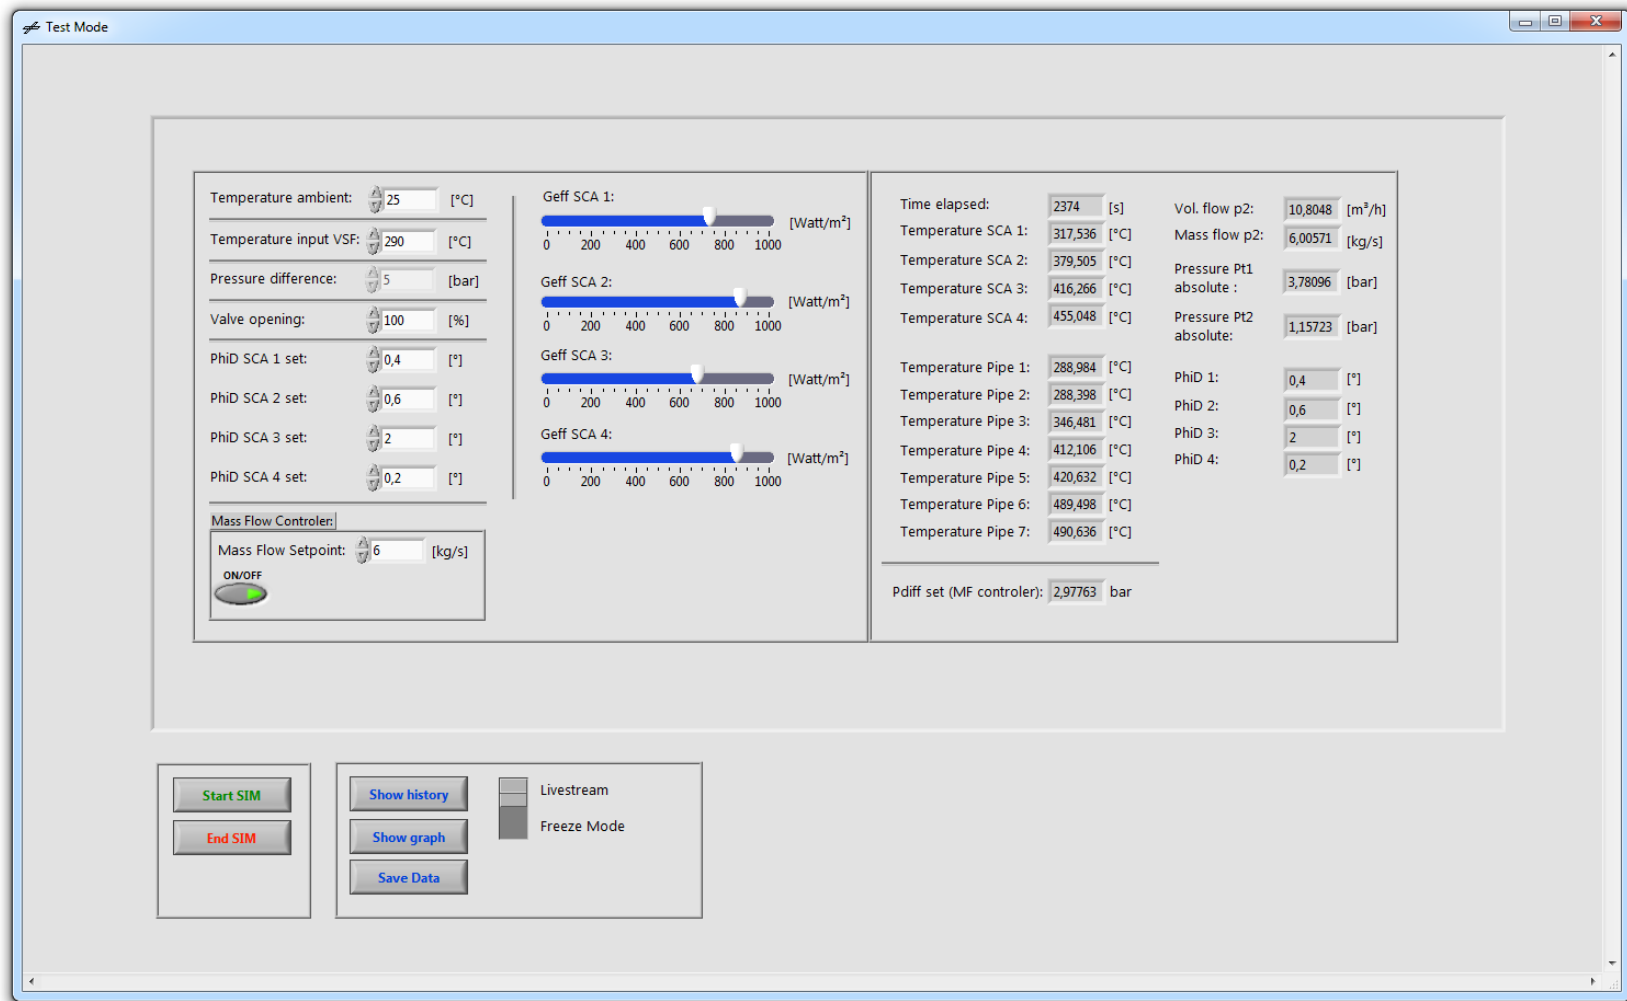 Test Mode
Temperature ambient: 25 [°C]
Temperature input VSF: 290 [°C]
Pressure difference: 5 [bar]
Valve opening: 100 [%]
PhiD SCA 1 set: 0,4 [°]
PhiD SCA 2 set: 0,6 [°]
PhiD SCA 3 set: 2 [°]
PhiD SCA 4 set: 0,2 [°]
Mass Flow Controler:
Mass Flow Setpoint: 6 [kg/s]
ON/OFF
Geff SCA 1:
[Watt/m²]
0 200 400 600 800 1000
Geff SCA 2:
[Watt/m²]
0 200 400 600 800 1000
Geff SCA 3:
[Watt/m²]
0 200 400 600 800 1000
Geff SCA 4:
[Watt/m²]
0 200 400 600 800 1000
Time elapsed: 2374 [s]
Temperature SCA 1: 317,536 [°C]
Temperature SCA 2: 379,505 [°C]
Temperature SCA 3: 416,266 [°C]
Temperature SCA 4: 455,048 [°C]
Temperature Pipe 1: 288,984 [°C]
Temperature Pipe 2: 288,398 [°C]
Temperature Pipe 3: 346,481 [°C]
Temperature Pipe 4: 412,106 [°C]
Temperature Pipe 5: 420,632 [°C]
Temperature Pipe 6: 489,498 [°C]
Temperature Pipe 7: 490,636 [°C]
Pdiff set (MF controler): 2,97763 bar
Vol. flow p2: 10,8048 [m³/h]
Mass flow p2: 6,00571 [kg/s]
Pressure Pt1
absolute : 3,78096 [bar]
Pressure Pt2
absolute: 1,15723 [bar]
PhiD 1: 0,4 [°]
PhiD 2: 0,6 [°]
PhiD 3: 2 [°]
PhiD 4: 0,2 [°]
Start SIM
End SIM
Show history
Show graph
Save Data
Livestream
Freeze Mode